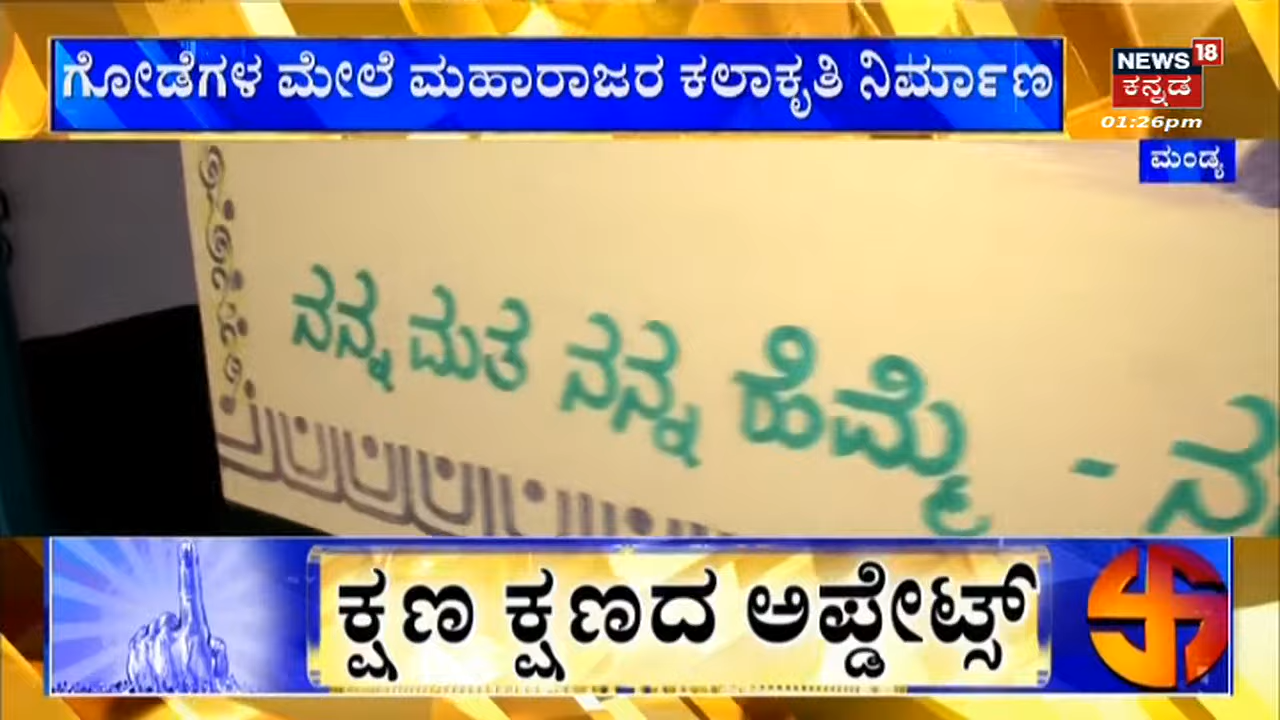 ಗೋಡೆಗಳ ಮೇಲೆ ಮಹಾರಾಜರ ಕಲಾಕೃತಿ ನಿರ್ಮಾಣ
NEWS 18
ಕನ್ನಡ
01:26pm
ಮಂಡ್ಯ
ನನ್ನ ಮತ ನನ್ನ ಹೆಮ್ಮೆ -
ಕ್ಷಣ ಕ್ಷಣದ ಅಪ್ಡೇಟ್ಸ್